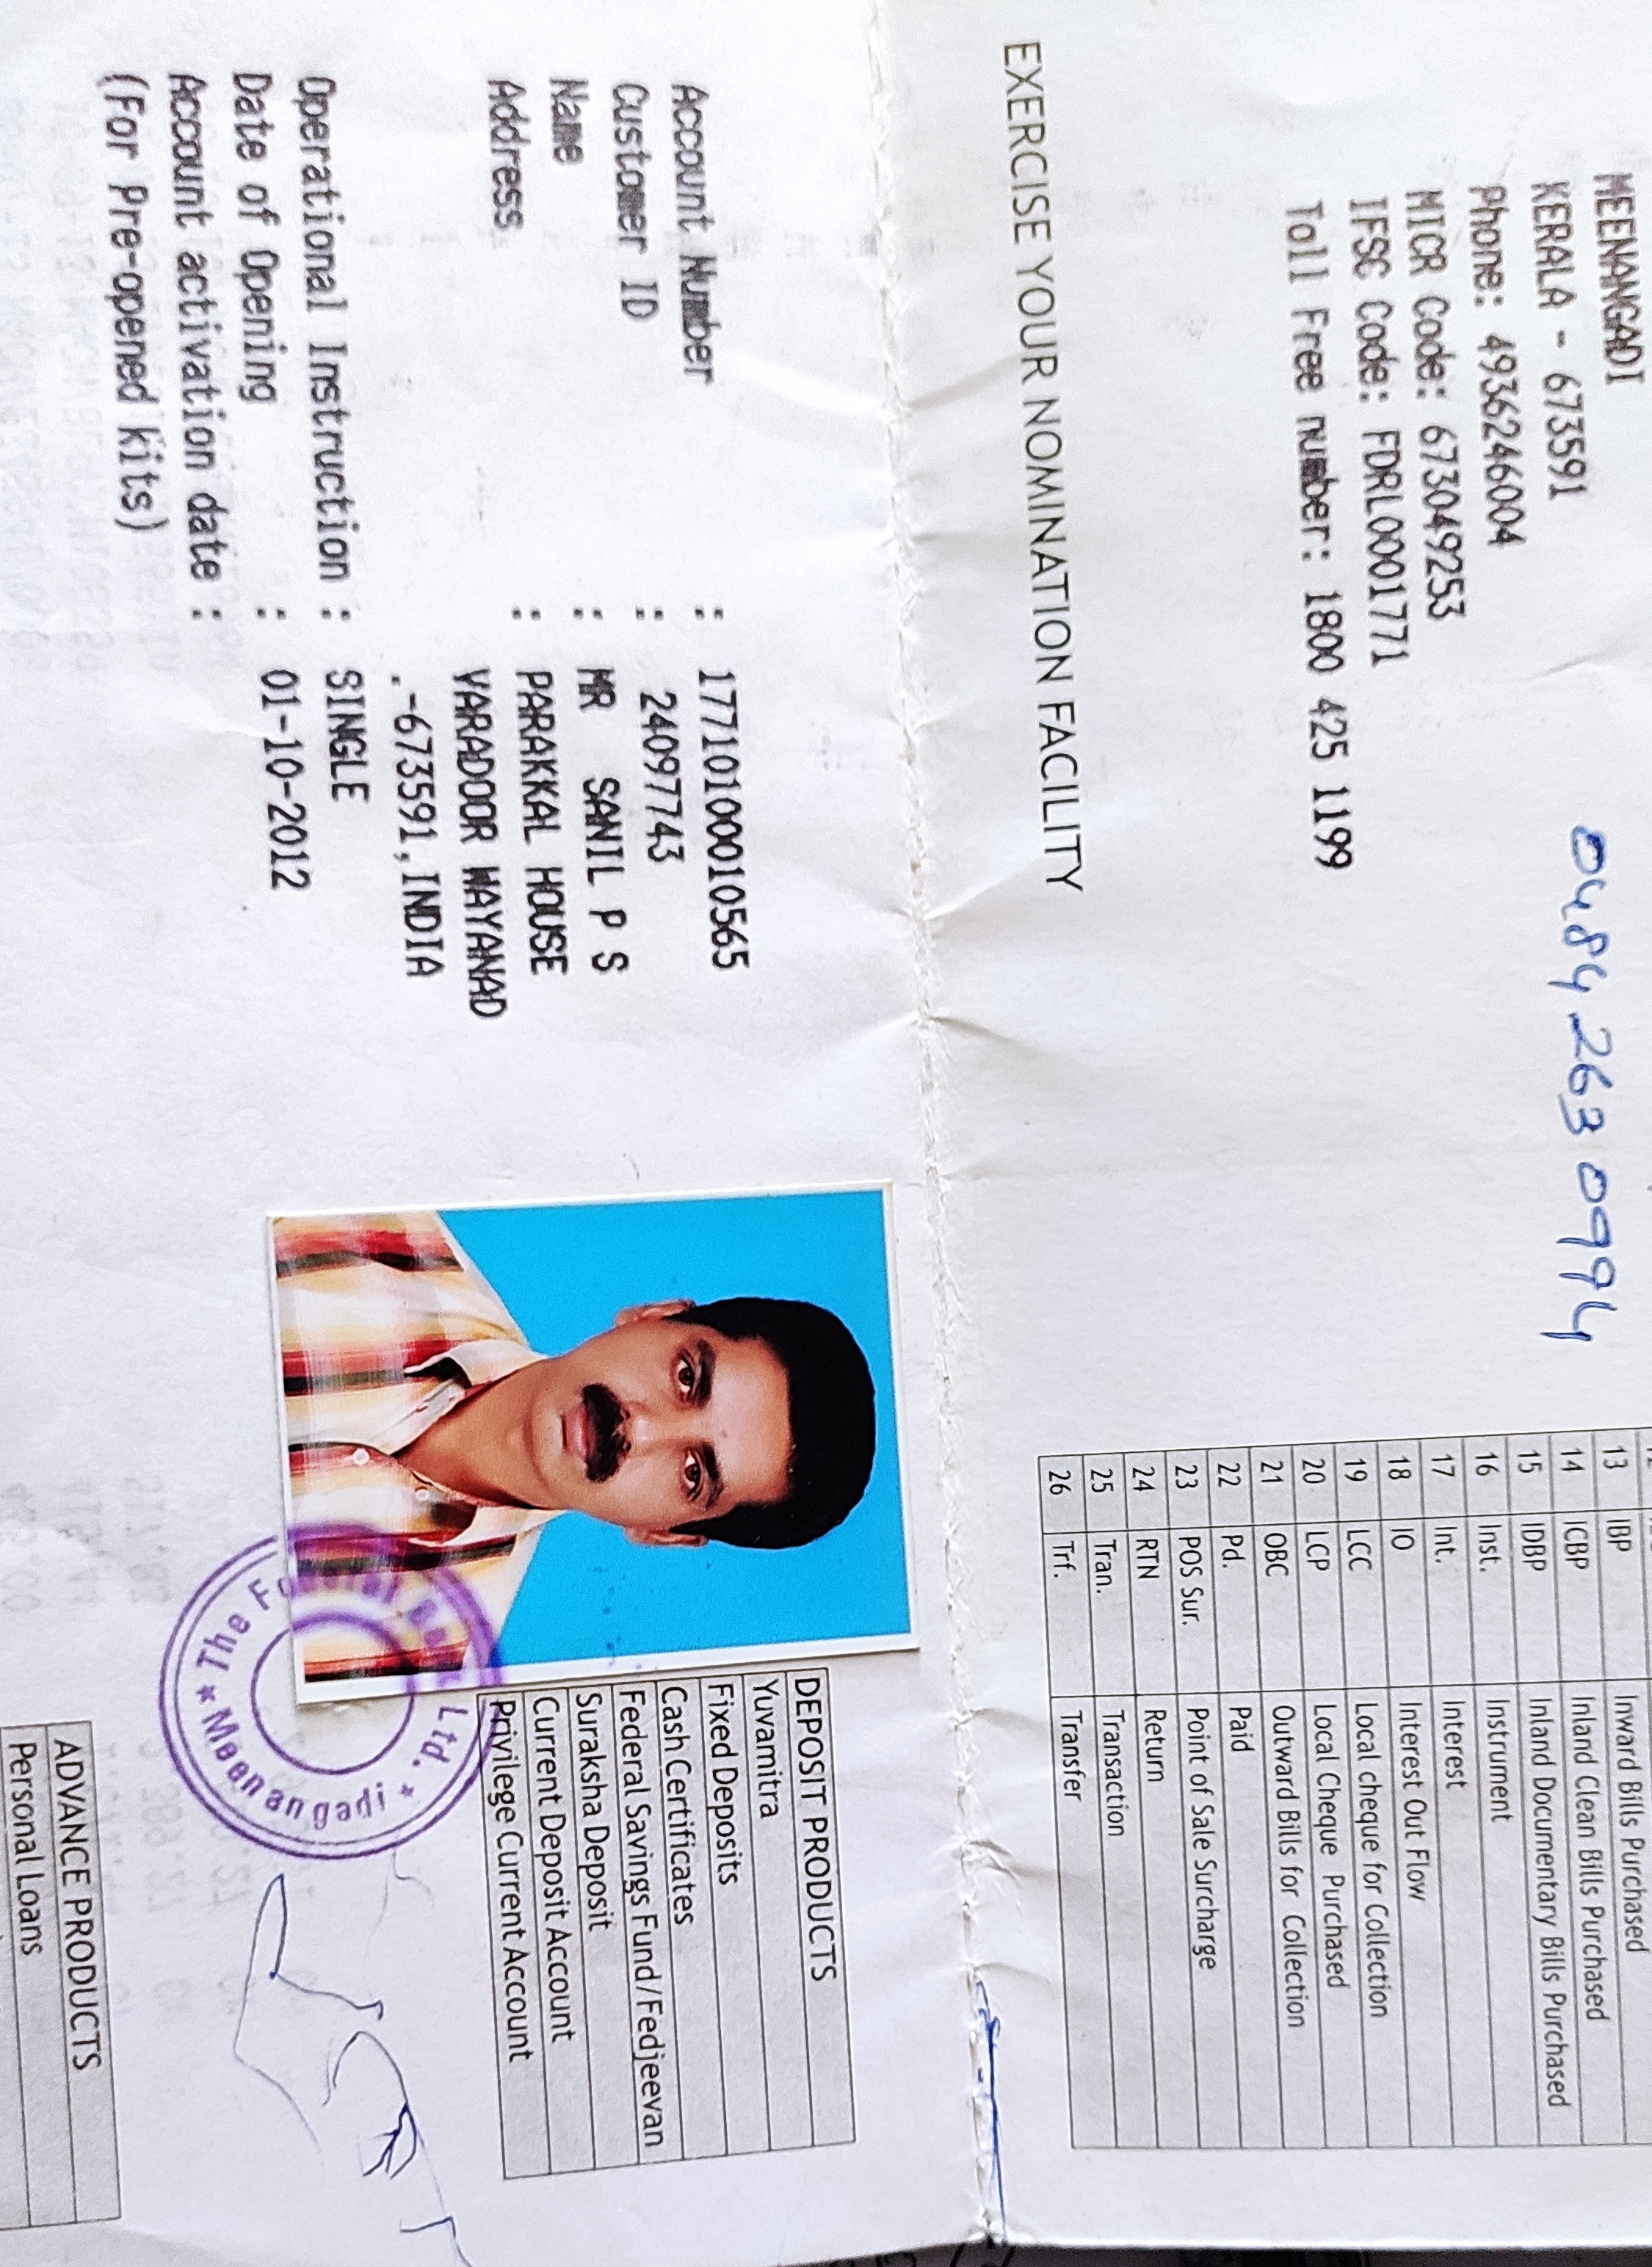 MEENANGADI
KERALA - 673591
Phone: 4936246004
MICR Code: 673049253
IFSC Code: FDRL0001771
Toll Free number: 1800 425 1199
0484 263 0994
13 IBP Inward Bills Purchased
14 ICBP Inland Clean Bills Purchased
15 IDBP Inland Documentary Bills Purchased
16 Inst. Instrument
17 Int. Interest
18 IO Interest Out Flow
19 LCC Local cheque for Collection
20 LCP Local Cheque Purchased
21 OBC Outward Bills for Collection
22 Pd. Paid
23 POS Sur. Point of Sale Surcharge
24 RTN Return
25 Tran. Transaction
26 Trf. Transfer
EXERCISE YOUR NOMINATION FACILITY
Account Number : 17710100010565
Customer ID : 24097743
Name : MR SANIL P S
Address : PARAKKAL HOUSE
VARADOOR WAYANAD
.-673591,INDIA
Operational Instruction : SINGLE
Date of Opening : 01-10-2012
Account activation date :
(For Pre-opened kits)
DEPOSIT PRODUCTS
Yuvamitra
Fixed Deposits
Cash Certificates
Federal Savings Fund/Fedjeevan
Suraksha Deposit
Current Deposit Account
Privilege Current Account
The Federal Bank Ltd.
* Meenangadi *
ADVANCE PRODUCTS
Personal Loans